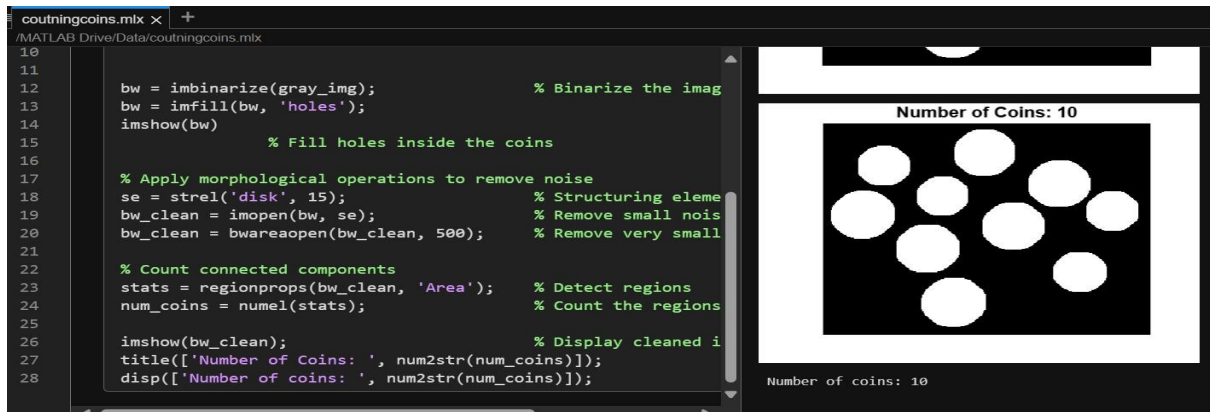 coutningcoins.mlx × +
/MATLAB Drive/Data/coutningcoins.mlx
10
11
12 bw = imbinarize(gray_img); % Binarize the imag
13 bw = imfill(bw, 'holes');
14 imshow(bw)
15 % Fill holes inside the coins
16
17 % Apply morphological operations to remove noise
18 se = strel('disk', 15); % Structuring eleme
19 bw_clean = imopen(bw, se); % Remove small nois
20 bw_clean = bwareaopen(bw_clean, 500); % Remove very small
21
22 % Count connected components
23 stats = regionprops(bw_clean, 'Area'); % Detect regions
24 num_coins = numel(stats); % Count the regions
25
26 imshow(bw_clean); % Display cleaned i
27 title(['Number of Coins: ', num2str(num_coins)]);
28 disp(['Number of coins: ', num2str(num_coins)]);
Number of Coins: 10
Number of coins: 10